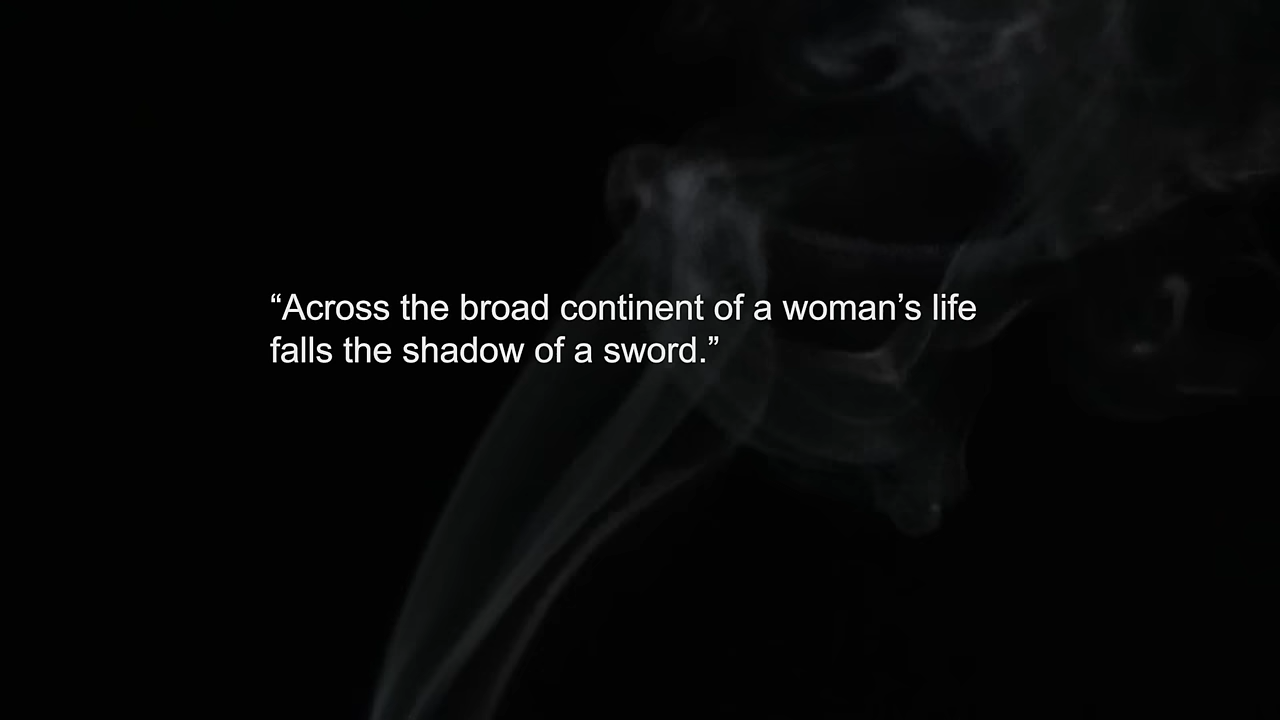 “Across the broad continent of a woman’s life
falls the shadow of a sword.”